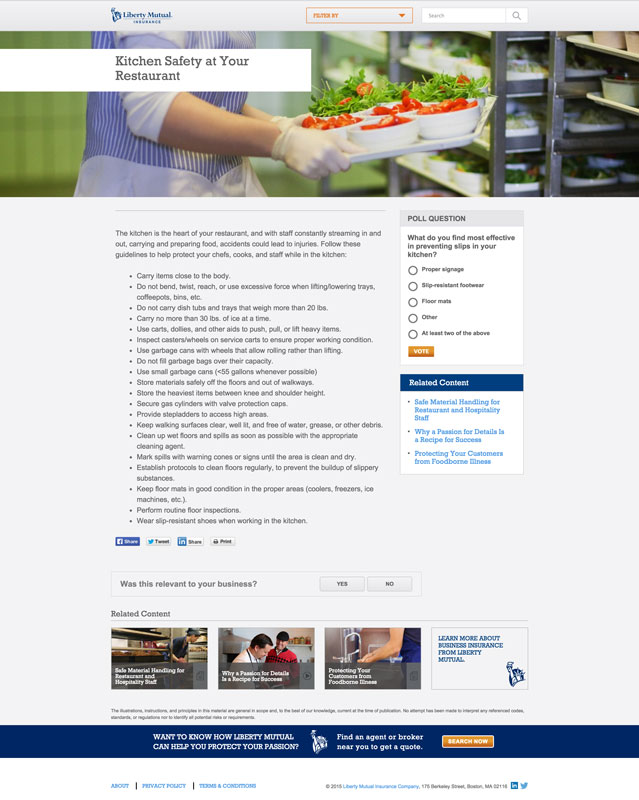 Liberty Mutual
INSURANCE
FILTER BY
Search
Kitchen Safety at Your
Restaurant
The kitchen is the heart of your restaurant, and with staff constantly streaming in and
out, carrying and preparing food, accidents could lead to injuries. Follow these
guidelines to help protect your chefs, cooks, and staff while in the kitchen:
• Carry items close to the body.
• Do not bend, twist, reach, or use excessive force when lifting/lowering trays,
coffeepots, bins, etc.
• Do not carry dish tubs and trays that weigh more than 20 lbs.
• Carry no more than 30 lbs. of ice at a time.
• Use carts, dollies, and other aids to push, pull, or lift heavy items.
• Inspect casters/wheels on service carts to ensure proper working condition.
• Use garbage cans with wheels that allow rolling rather than lifting.
• Do not fill garbage bags over their capacity.
• Use small garbage cans (<55 gallons whenever possible)
• Store materials safely off the floors and out of walkways.
• Store the heaviest items between knee and shoulder height.
• Secure gas cylinders with valve protection caps.
• Provide stepladders to access high areas.
• Keep walking surfaces clear, well lit, and free of water, grease, or other debris.
• Clean up wet floors and spills as soon as possible with the appropriate
cleaning agent.
• Mark spills with warning cones or signs until the area is clean and dry.
• Establish protocols to clean floors regularly, to prevent the buildup of slippery
substances.
• Keep floor mats in good condition in the proper areas (coolers, freezers, ice
machines, etc.).
• Perform routine floor inspections.
• Wear slip-resistant shoes when working in the kitchen.
Share
Tweet
Share
Print
POLL QUESTION
What do you find most effective
in preventing slips in your
kitchen?
Proper signage
Slip-resistant footwear
Floor mats
Other
At least two of the above
VOTE
Related Content
• Safe Material Handling for
Restaurant and Hospitality
Staff
• Why a Passion for Details Is
a Recipe for Success
• Protecting Your Customers
from Foodborne Illness
Was this relevant to your business?
YES
NO
Related Content
Safe Material Handling for
Restaurant and
Hospitality Staff
Why a Passion for Details
Is a Recipe for Success
Protecting Your
Customers from
Foodborne Illness
LEARN MORE ABOUT
BUSINESS INSURANCE
FROM LIBERTY
MUTUAL.
The illustrations, instructions, and principles in this material are general in scope and, to the best of our knowledge, current at the time of publication. No attempt has been made to interpret any referenced codes,
standards, or regulations nor to identify all potential risks or requirements.
WANT TO KNOW HOW LIBERTY MUTUAL
CAN HELP YOU PROTECT YOUR PASSION?
Find an agent or broker
near you to get a quote.
SEARCH NOW
ABOUT | PRIVACY POLICY | TERMS & CONDITIONS
© 2015 Liberty Mutual Insurance Company, 175 Berkeley Street, Boston, MA 02116